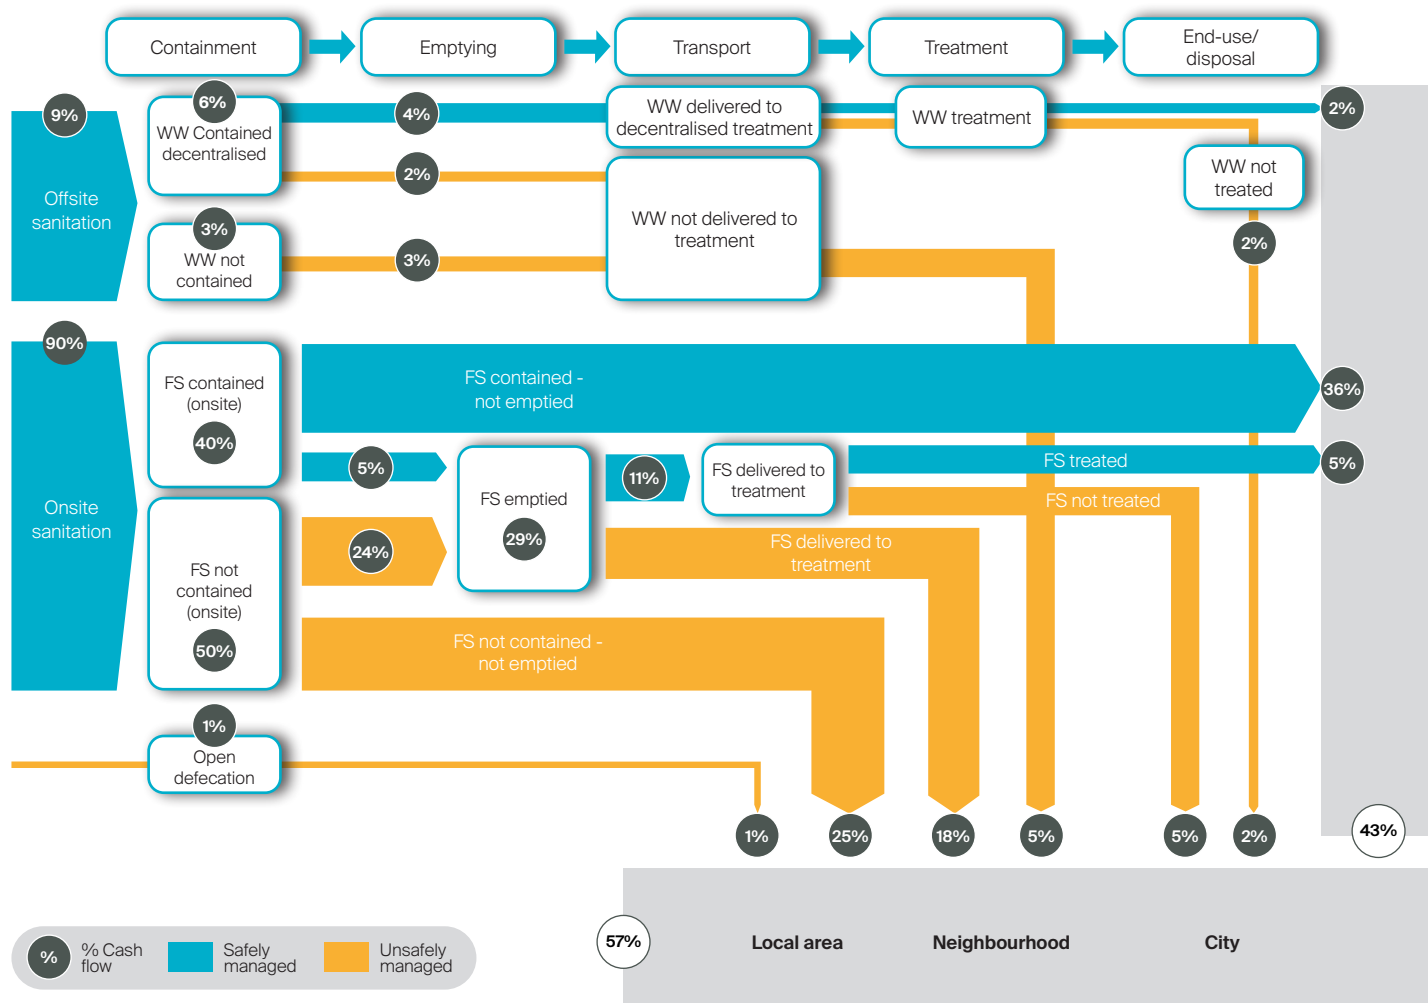 Containment
Emptying
Transport
Treatment
End-use/
disposal
9%
Offsite
sanitation
6%
WW Contained
decentralised
4%
WW delivered to
decentralised treatment
WW treatment
2%
2%
WW not delivered to
treatment
WW not
treated
2%
3%
WW not
contained
3%
90%
Onsite
sanitation
FS contained
(onsite)
40%
FS contained -
not emptied
36%
5%
FS emptied
29%
11%
FS delivered to
treatment
FS treated
5%
FS not treated
24%
FS delivered to
treatment
FS not
contained
(onsite)
50%
FS not contained -
not emptied
1%
Open
defecation
1%
25%
18%
5%
5%
2%
43%
57%
Local area
Neighbourhood
City
%
% Cash
flow
Safely
managed
Unsafely
managed